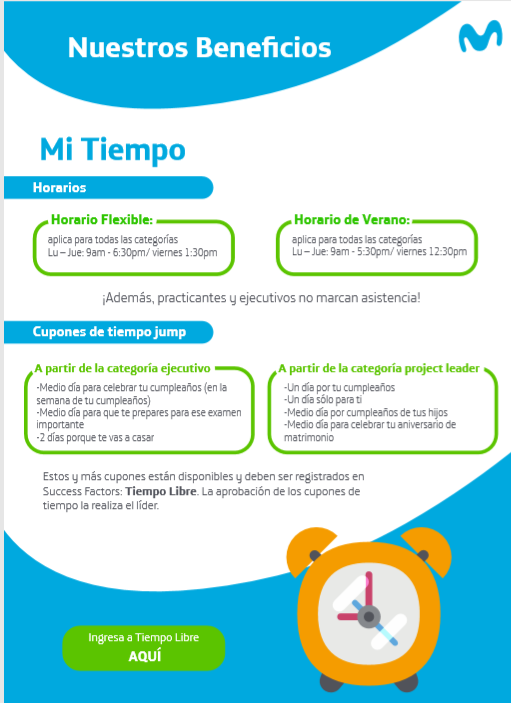 Nuestros Beneficios
Mi Tiempo
Horarios
Horario Flexible:
aplica para todas las categorías
Lu – Jue: 9am - 6:30pm/ viernes 1:30pm
Horario de Verano:
aplica para todas las categorías
Lu – Jue: 9am - 5:30pm/ viernes 12:30pm
¡Además, practicantes y ejecutivos no marcan asistencia!
Cupones de tiempo jump
A partir de la categoría ejecutivo
-Medio día para celebrar tu cumpleaños (en la
semana de tu cumpleaños)
-Medio día para que te prepares para ese examen
importante
-2 días porque te vas a casar
A partir de la categoría project leader
-Un día por tu cumpleaños
-Un día sólo para ti
-Medio día por cumpleaños de tus hijos
-Medio día para celebrar tu aniversario de
matrimonio
Estos y más cupones están disponibles y deben ser registrados en
Success Factors: Tiempo Libre. La aprobación de los cupones de
tiempo la realiza el líder.
Ingresa a Tiempo Libre
AQUÍ